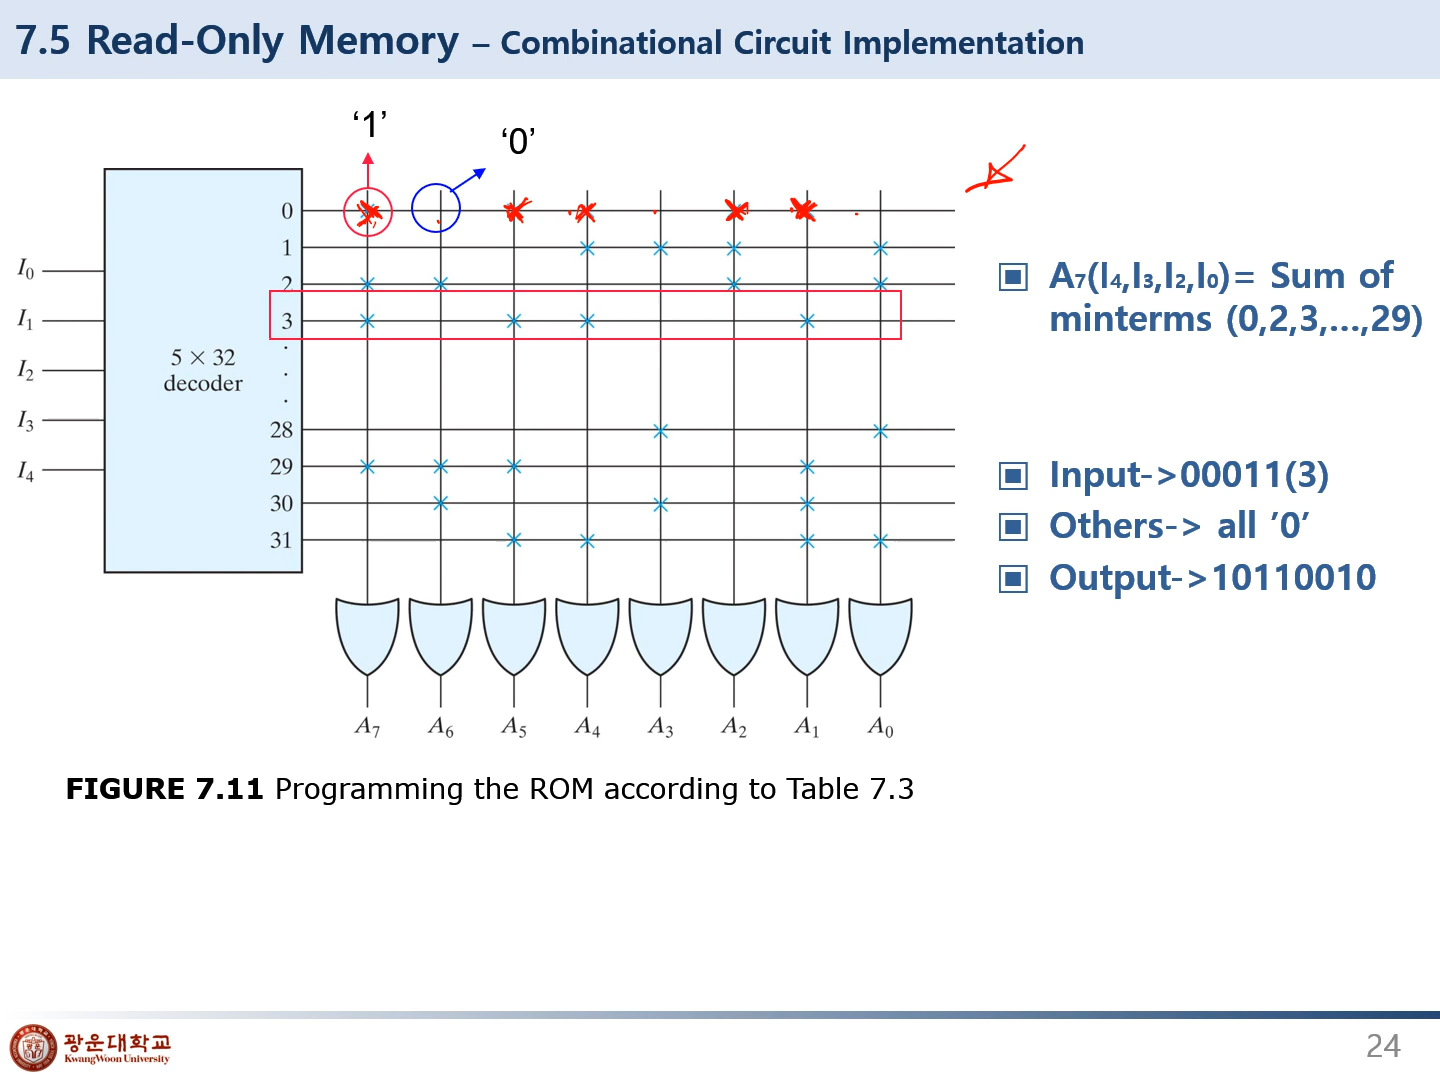 7.5 Read-Only Memory – Combinational Circuit Implementation
‘1’
‘0’
0
1
2
3
.
.
.
28
29
30
31
I0
I1
I2
I3
I4
5 × 32
decoder
A7 A6 A5 A4 A3 A2 A1 A0
FIGURE 7.11 Programming the ROM according to Table 7.3
A7(I4,I3,I2,I0)= Sum of
minterms (0,2,3,...,29)
Input->00011(3)
Others-> all ’0’
Output->10110010
광운대학교
KwangWoon University
24